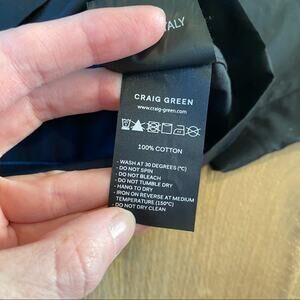 ITALY
CRAIG GREEN
www.craig-green.com
100% COTTON
- WASH AT 30 DEGREES (°C)
- DO NOT SPIN
- DO NOT BLEACH
- DO NOT TUMBLE DRY
- HANG TO DRY
- IRON ON REVERSE AT MEDIUM
TEMPERATURE (150°C)
- DO NOT DRY CLEAN